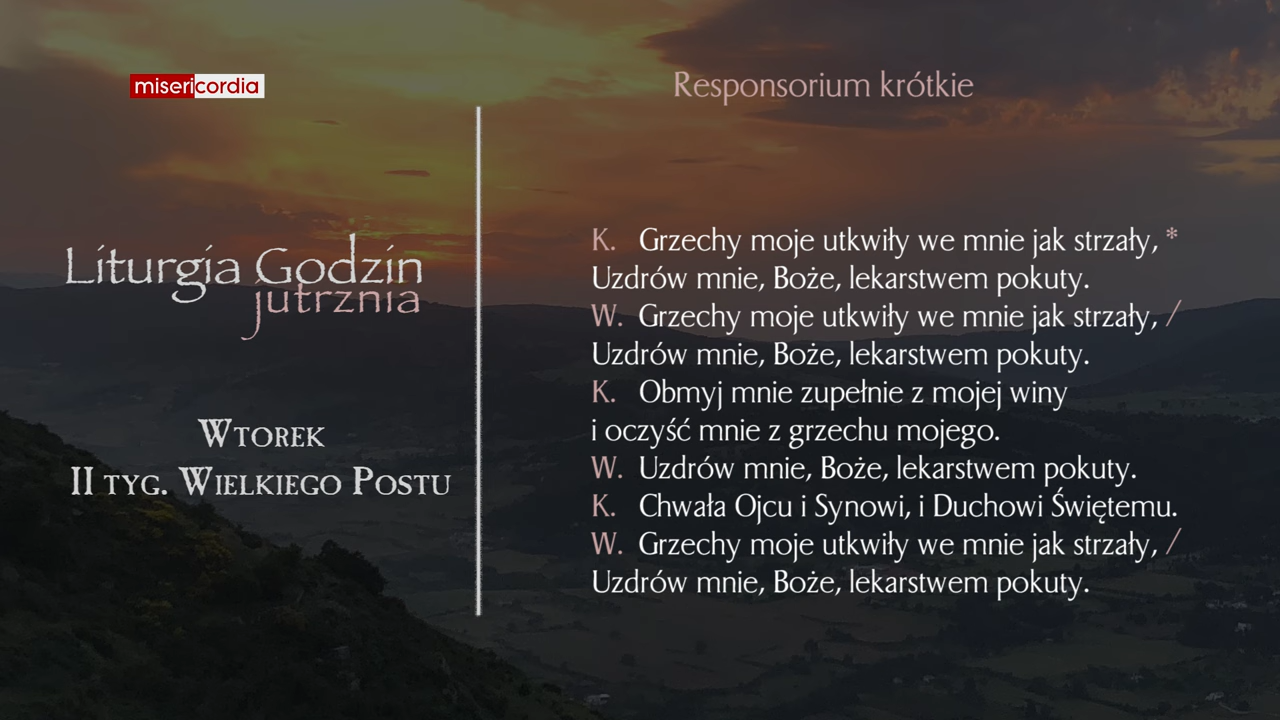 misericordia
Liturgia Godzin
jutrznia
Wtorek
II tyg. Wielkiego Postu
Responsorium krótkie
K. Grzechy moje utkwiły we mnie jak strzały, *
Uzdrów mnie, Boże, lekarstwem pokuty.
W. Grzechy moje utkwiły we mnie jak strzały, /
Uzdrów mnie, Boże, lekarstwem pokuty.
K. Obmyj mnie zupełnie z mojej winy
i oczyść mnie z grzechu mojego.
W. Uzdrów mnie, Boże, lekarstwem pokuty.
K. Chwała Ojcu i Synowi, i Duchowi Świętemu.
W. Grzechy moje utkwiły we mnie jak strzały, /
Uzdrów mnie, Boże, lekarstwem pokuty.